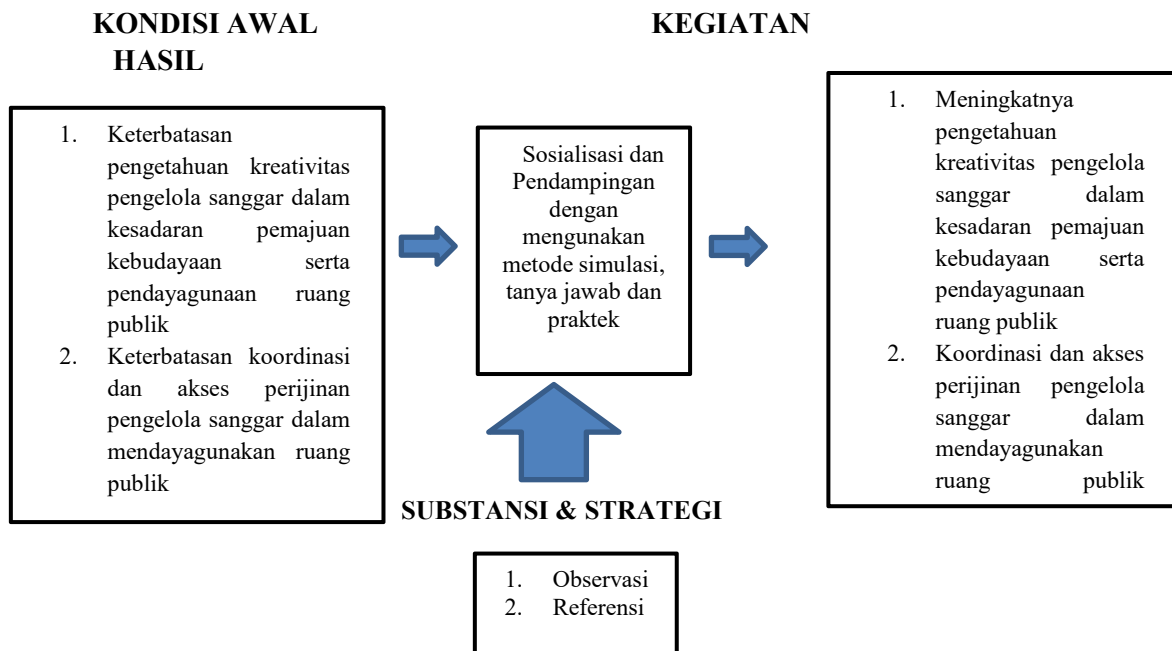 KONDISI AWAL KEGIATAN
HASIL
1. Keterbatasan
pengetahuan kreativitas
pengelola sanggar dalam
kesadaran pemajuan
kebudayaan serta
pendayagunaan ruang
publik
2. Keterbatasan koordinasi
dan akses perijinan
pengelola sanggar dalam
mendayagunakan ruang
publik
Sosialisasi dan
Pendampingan
dengan
mengunakan
metode simulasi,
tanya jawab dan
praktek
1. Meningkatnya
pengetahuan
kreativitas pengelola
sanggar dalam
kesadaran pemajuan
kebudayaan serta
pendayagunaan
ruang publik
2. Koordinasi dan akses
perijinan pengelola
sanggar dalam
mendayagunakan
ruang publik
SUBSTANSI & STRATEGI
1. Observasi
2. Referensi